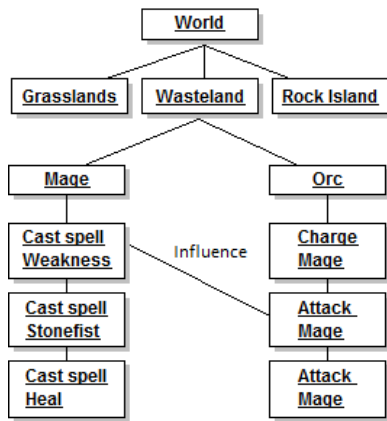 World
Grasslands
Wasteland
Rock Island
Mage
Orc
Cast spell
Weakness
Influence
Charge
Mage
Cast spell
Stonefist
Attack
Mage
Cast spell
Heal
Attack
Mage